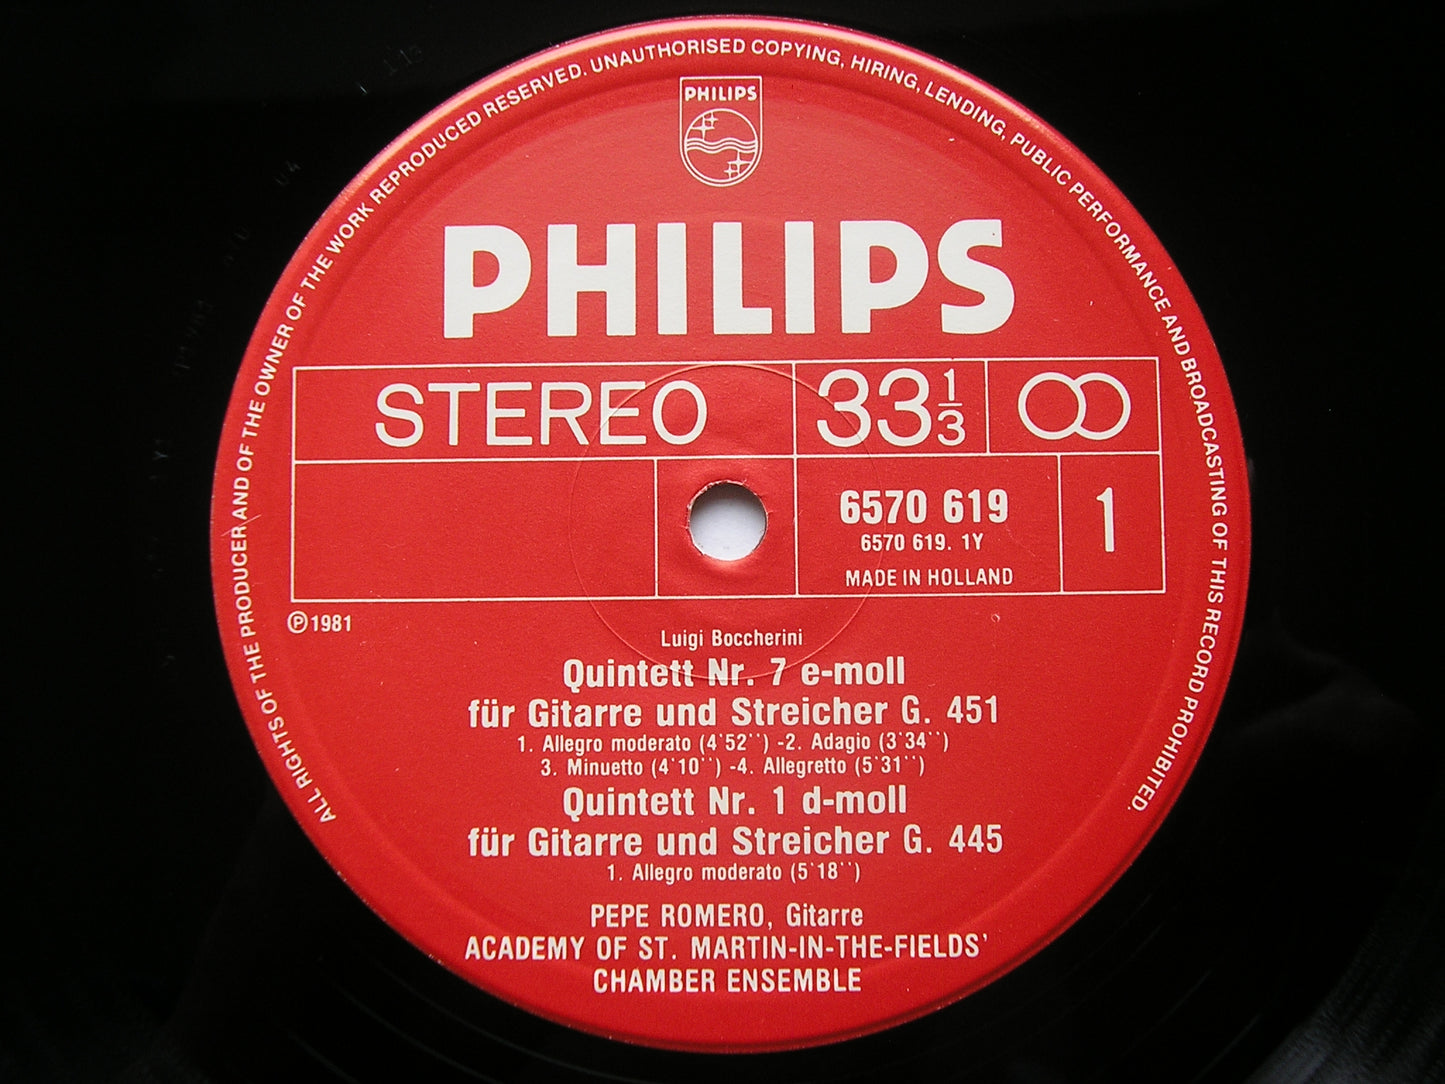 ALL RIGHTS OF THE PRODUCER AND OF THE OWNER OF THE WORK REPRODUCED RESERVED. UNAUTHORISED COPYING, HIRING, LENDING, PUBLIC PERFORMANCE AND BROADCASTING OF THIS RECORD PROHIBITED.
PHILIPS
PHILIPS
STEREO 33 1/3
6570 619 1
6570 619. 1Y
MADE IN HOLLAND
℗ 1981
Luigi Boccherini
Quintett Nr. 7 e-moll
für Gitarre und Streicher G. 451
1. Allegro moderato (4'52'') -2. Adagio (3'34'')
3. Minuetto (4'10'') -4. Allegretto (5'31'')
Quintett Nr. 1 d-moll
für Gitarre und Streicher G. 445
1. Allegro moderato (5'18'')
PEPE ROMERO, Gitarre
ACADEMY OF ST. MARTIN-IN-THE-FIELDS'
CHAMBER ENSEMBLE